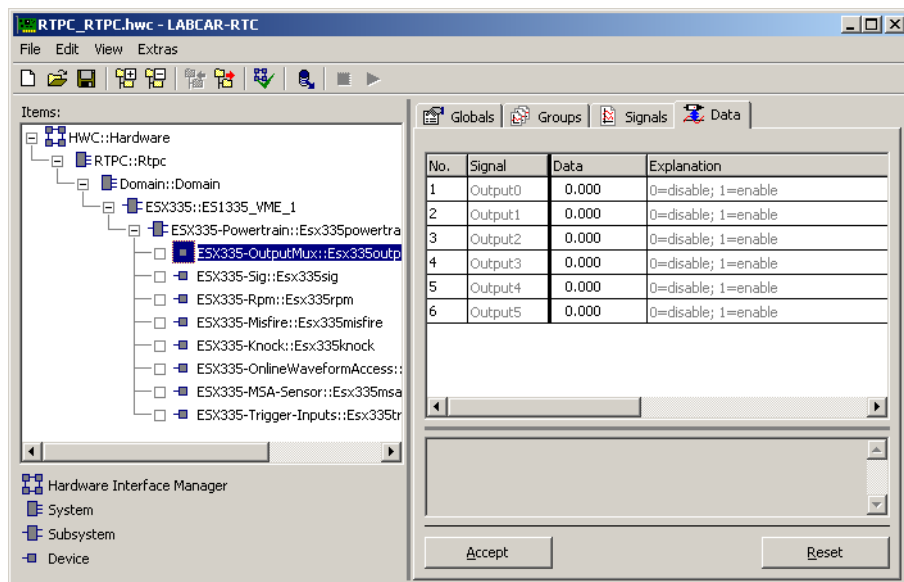 RTPC_RTPC.hwc - LABCAR-RTC
File Edit View Extras
Items:
HWC::Hardware
RTPC::Rtpc
Domain::Domain
ESX335::ES1335_VME_1
ESX335-Powertrain::Esx335powertra
ESX335-OutputMux::Esx335outp
ESX335-Sig::Esx335sig
ESX335-Rpm::Esx335rpm
ESX335-Misfire::Esx335misfire
ESX335-Knock::Esx335knock
ESX335-OnlineWaveformAccess::
ESX335-MSA-Sensor::Esx335msa
ESX335-Trigger-Inputs::Esx335tr
Hardware Interface Manager
System
Subsystem
Device
Globals Groups Signals Data
No. Signal Data Explanation
1 Output0 0.000 0=disable; 1=enable
2 Output1 0.000 0=disable; 1=enable
3 Output2 0.000 0=disable; 1=enable
4 Output3 0.000 0=disable; 1=enable
5 Output4 0.000 0=disable; 1=enable
6 Output5 0.000 0=disable; 1=enable
Accept Reset